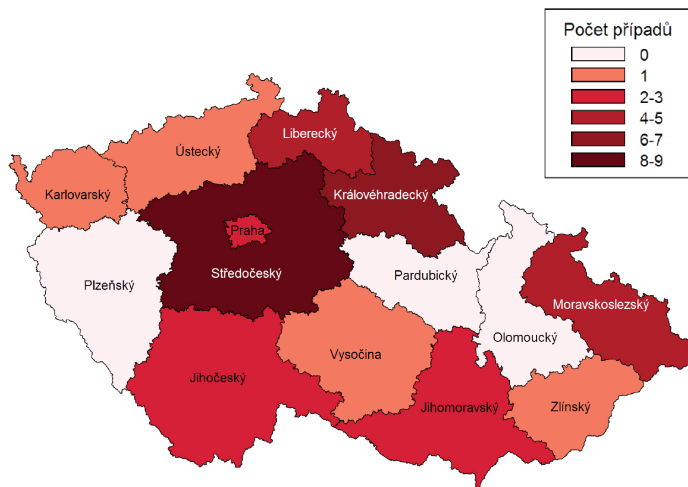 Počet případů
0
1
2-3
4-5
6-7
8-9
Liberecký
Ústecký
Karlovarský
Královéhradecký
Praha
Středočeský
Plzeňský
Pardubický
Moravskoslezský
Olomoucký
Vysočina
Jihočeský
Jihomoravský
Zlínský